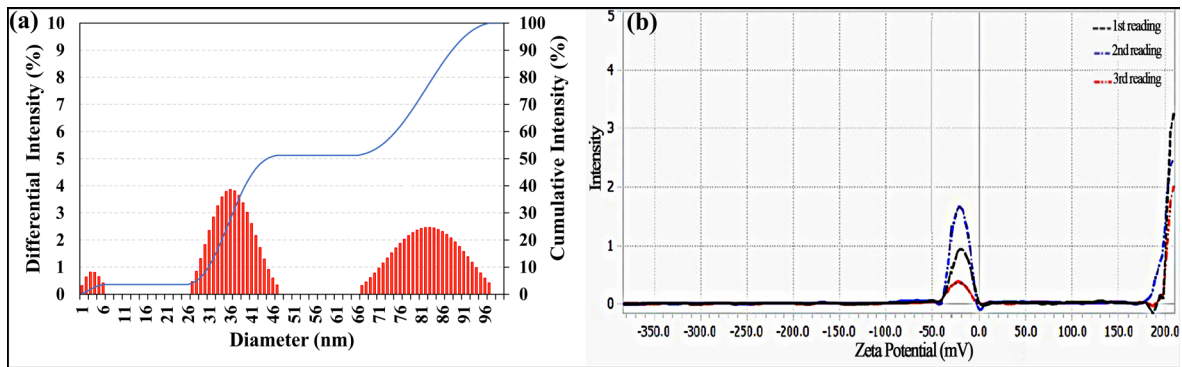 (a)
10
9
8
7
6
5
4
3
2
1
0
Differential Intensity (%)
100
90
80
70
60
50
40
30
20
10
0
Cumulative Intensity (%)
1 6 11 16 21 26 31 36 41 46 51 56 61 66 71 76 81 86 91 96
Diameter (nm)
(b)
1st reading
2nd reading
3rd reading
5
4
3
2
1
0
Intensity
-350.0 -300.0 -250.0 -200.0 -150.0 -100.0 -50.0 0.0 50.0 100.0 150.0 200.0
Zeta Potential (mV)